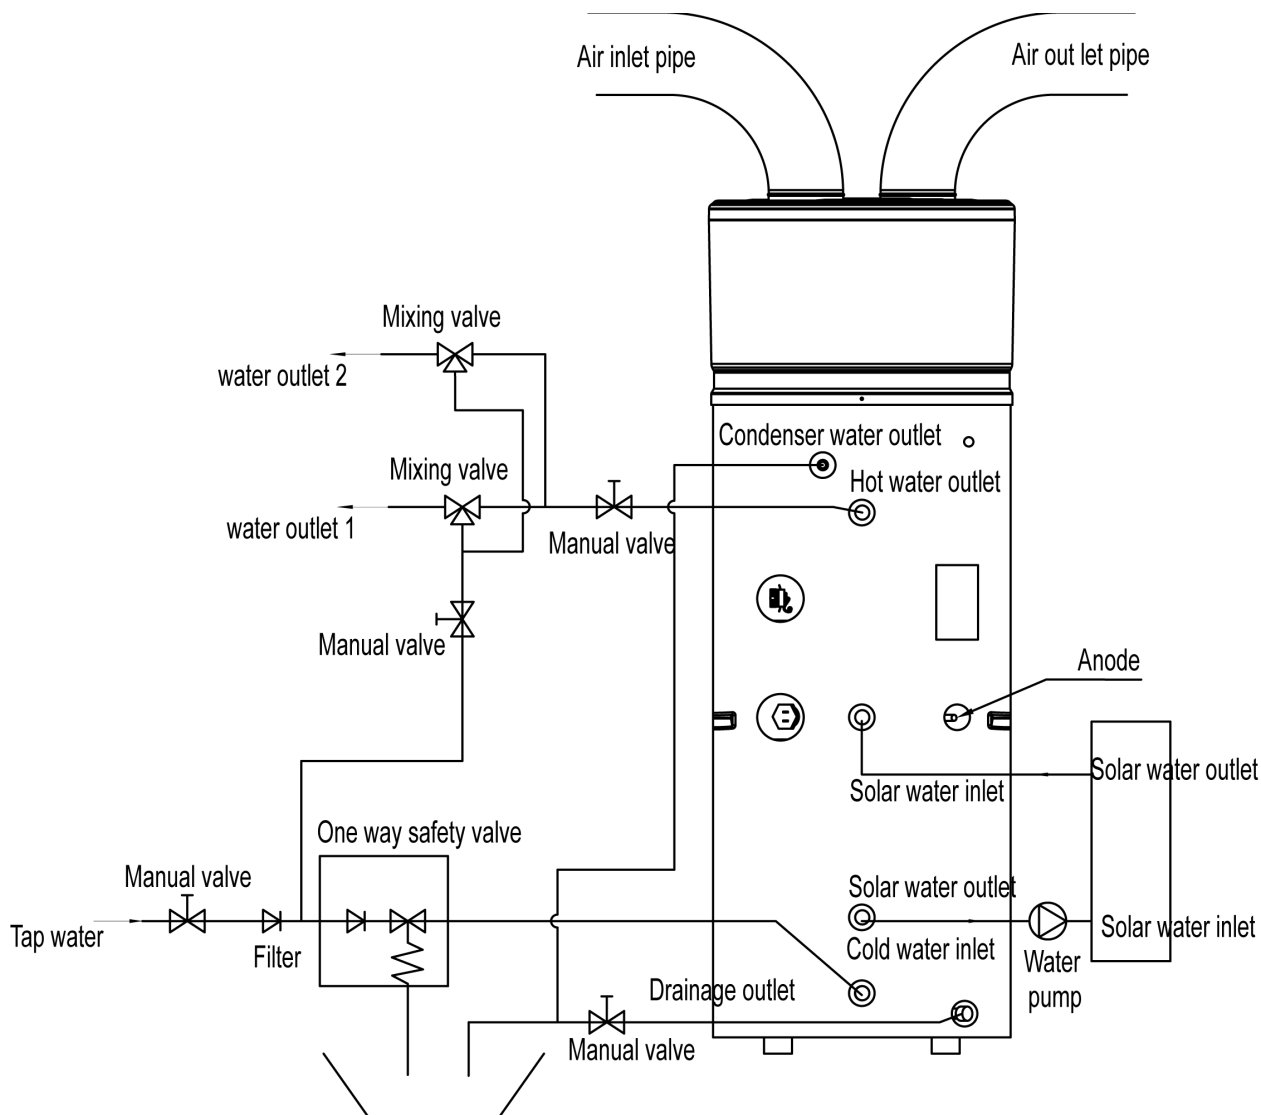 Air inlet pipe
Air out let pipe
Mixing valve
water outlet 2
Condenser water outlet
Mixing valve
Hot water outlet
water outlet 1
Manual valve
Manual valve
Anode
Solar water outlet
Solar water inlet
One way safety valve
Manual valve
Solar water outlet
Tap water
Filter
Cold water inlet
Solar water inlet
Water
pump
Drainage outlet
Manual valve